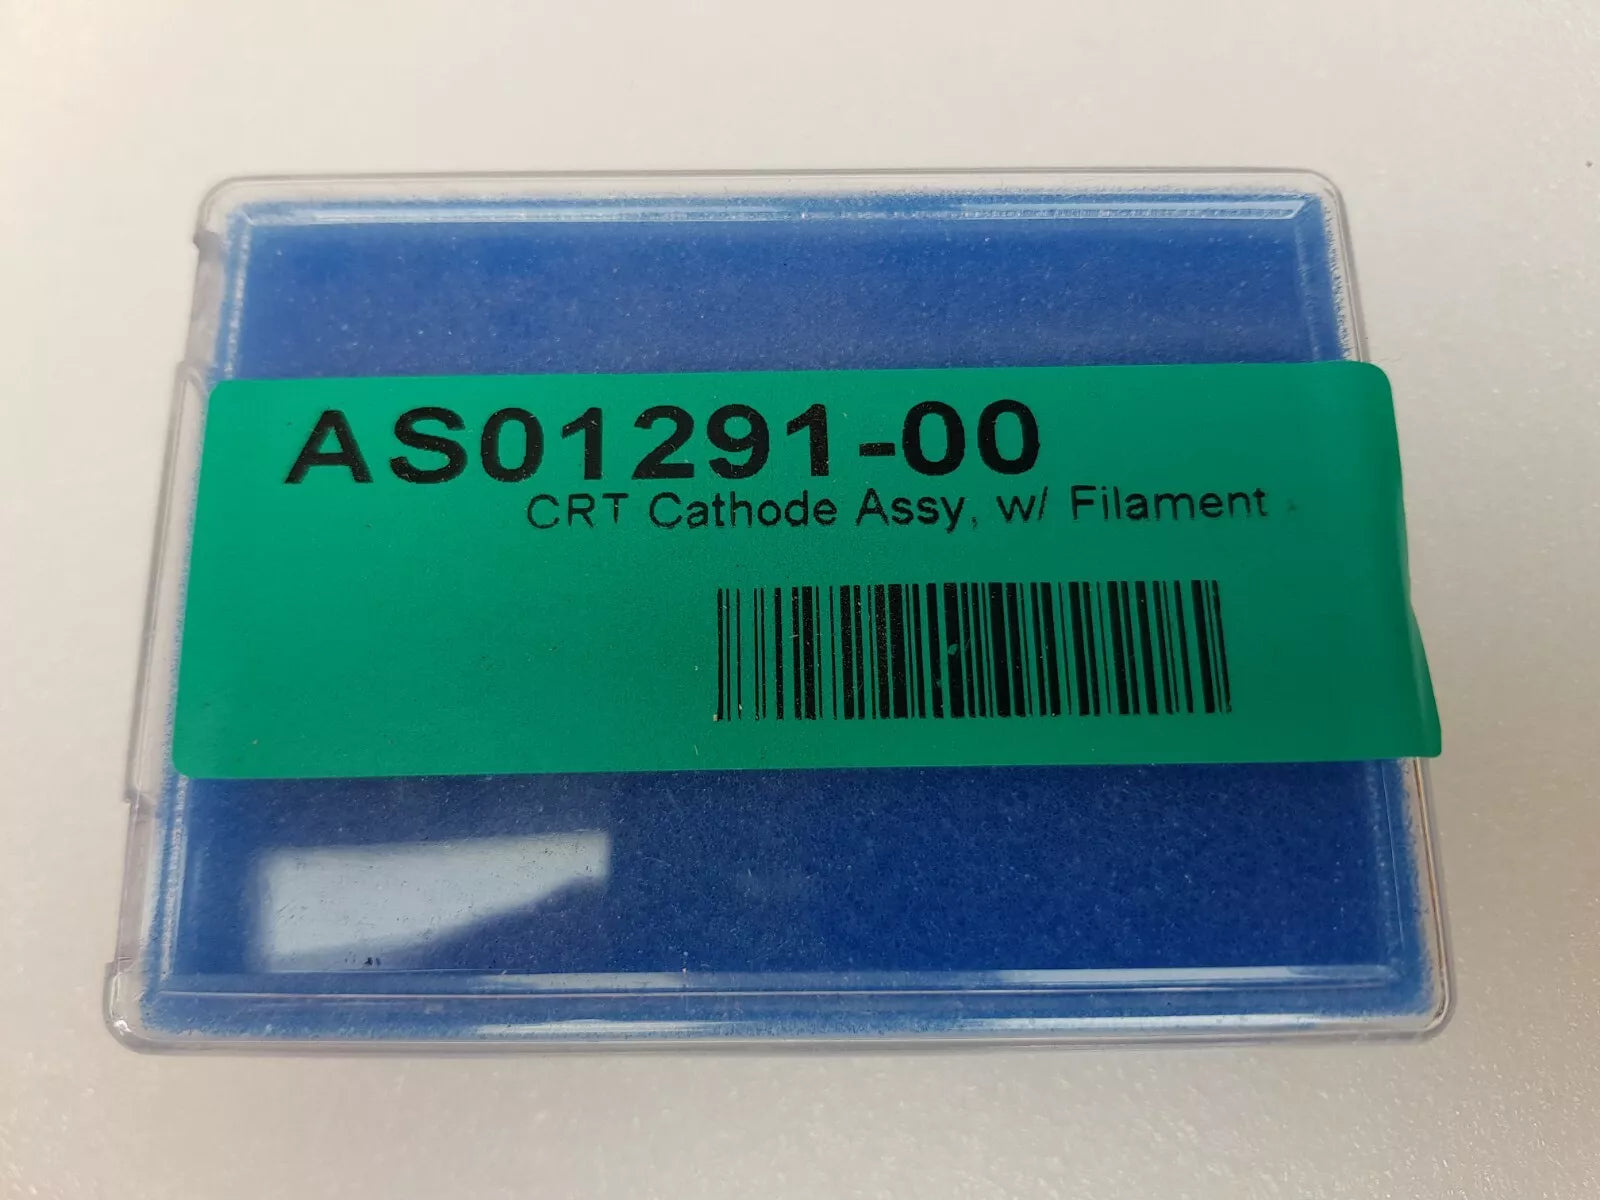 AS01291-00
CRT Cathode Assy, w/ Filament